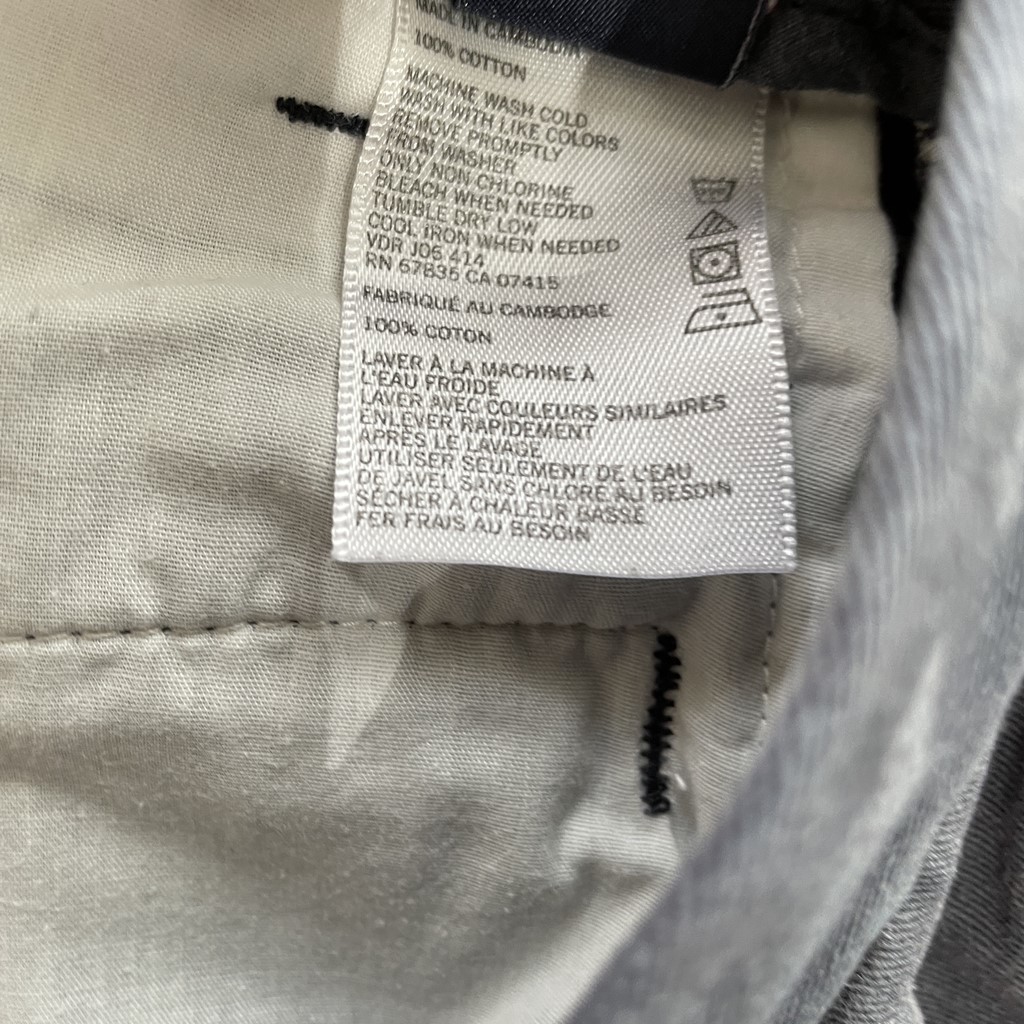 MADE IN CAMBODIA
100% COTTON
MACHINE WASH COLD
WASH WITH LIKE COLORS
REMOVE PROMPTLY
FROM WASHER
ONLY NON CHLORINE
BLEACH WHEN NEEDED
TUMBLE DRY LOW
COOL IRON WHEN NEEDED
VDR J06 414
RN 67835 CA 07415
FABRIQUÉ AU CAMBODGE
100% COTON
LAVER À LA MACHINE À
L'EAU FROIDE
LAVER AVEC COULEURS SIMILAIRES
ENLEVER RAPIDEMENT
APRÈS LE LAVAGE
UTILISER SEULEMENT DE L'EAU
DE JAVEL SANS CHLORE AU BESOIN
SÉCHER À CHALEUR BASSE
FER FRAIS AU BESOIN